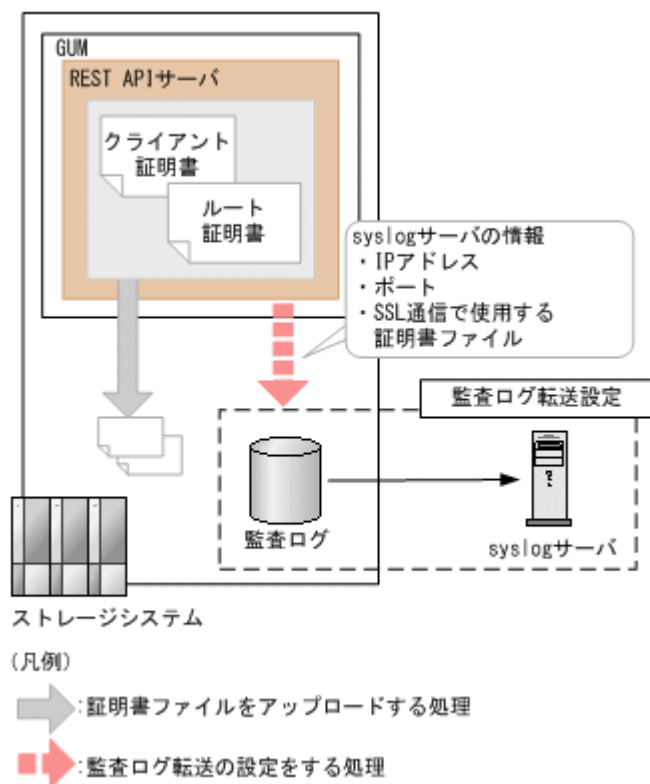 GUM
REST APIサーバ
クライアント
証明書
ルート
証明書
syslogサーバの情報
・IPアドレス
・ポート
・SSL通信で使用する
証明書ファイル
監査ログ転送設定
監査ログ
syslogサーバ
ストレージシステム
(凡例)
:証明書ファイルをアップロードする処理
:監査ログ転送の設定をする処理